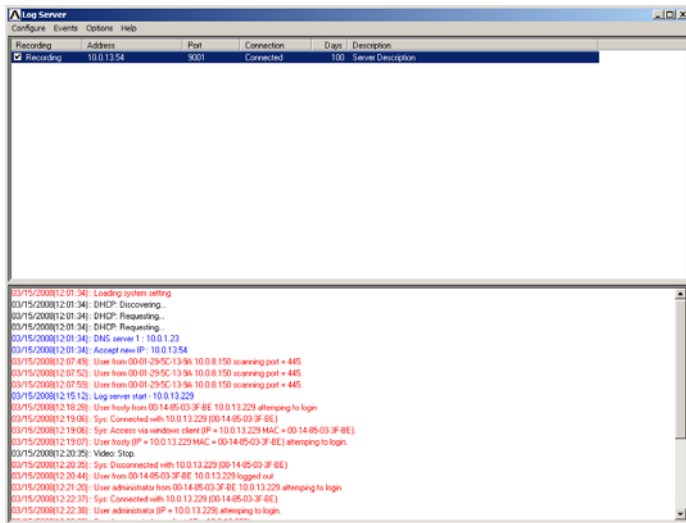 Log Server
Configure Events Options Help
Recording Address Port Connection Days Description
Recording 10.0.13.54 9001 Connected 100 Server Description
03/15/2008(12:01:34): Loading system setting
03/15/2008(12:01:34): DHCP: Discovering...
03/15/2008(12:01:34): DHCP: Requesting...
03/15/2008(12:01:34): DHCP: Requesting...
03/15/2008(12:01:34): DNS server 1 : 10.0.1.23
03/15/2008(12:01:34): Accept new IP : 10.0.13.54
03/15/2008(12:07:49): User from 00-01-29-5C-13-9A 10.0.8.150 scanning port = 445.
03/15/2008(12:07:52): User from 00-01-29-5C-13-9A 10.0.8.150 scanning port = 445.
03/15/2008(12:07:59): User from 00-01-29-5C-13-9A 10.0.8.150 scanning port = 445.
03/15/2008(12:15:12): Log server start - 10.0.13.229
03/15/2008(12:18:28): User frosty from 00-14-85-03-3F-BE 10.0.13.229 attemping to login
03/15/2008(12:19:06): Sys: Connected with 10.0.13.229 (00-14-85-03-3F-BE)
03/15/2008(12:19:06): Sys: Access via windows client (IP = 10.0.13.229 MAC = 00-14-85-03-3F-BE).
03/15/2008(12:19:07): User frosty (IP = 10.0.13.229 MAC = 00-14-85-03-3F-BE) attemping to login.
03/15/2008(12:20:35): Video: Stop.
03/15/2008(12:20:35): Sys: Disconnected with 10.0.13.229 (00-14-85-03-3F-BE)
03/15/2008(12:20:44): User from 00-14-85-03-3F-BE 10.0.13.229 logged out
03/15/2008(12:21:20): User administrator from 00-14-85-03-3F-BE 10.0.13.229 attemping to login
03/15/2008(12:22:37): Sys: Connected with 10.0.13.229 (00-14-85-03-3F-BE)
03/15/2008(12:22:38): User administrator (IP = 10.0.13.229) attemping to login.